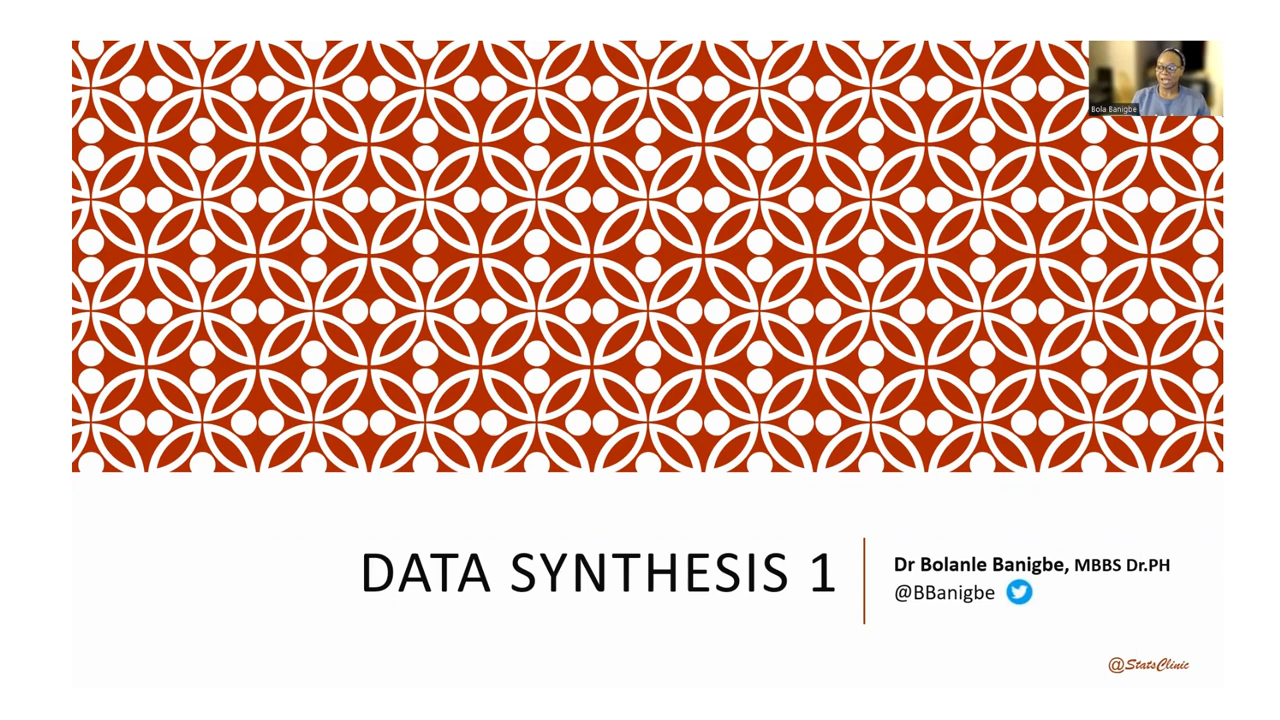 Bola Banigbe
DATA SYNTHESIS 1
Dr Bolanle Banigbe, MBBS Dr.PH
@BBanigbe
@StatsClinic